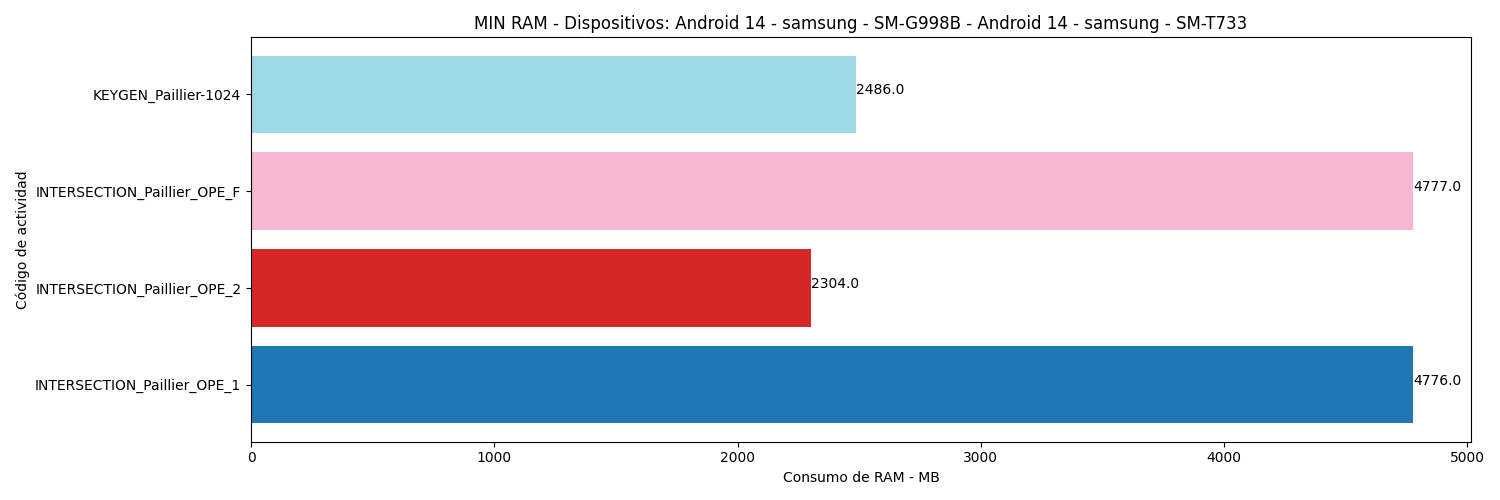 MIN RAM - Dispositivos: Android 14 - samsung - SM-G998B - Android 14 - samsung - SM-T733
Código de actividad
KEYGEN_Paillier-1024
2486.0
INTERSECTION_Paillier_OPE_F
4777.0
INTERSECTION_Paillier_OPE_2
2304.0
INTERSECTION_Paillier_OPE_1
4776.0
0 1000 2000 3000 4000 5000
Consumo de RAM - MB